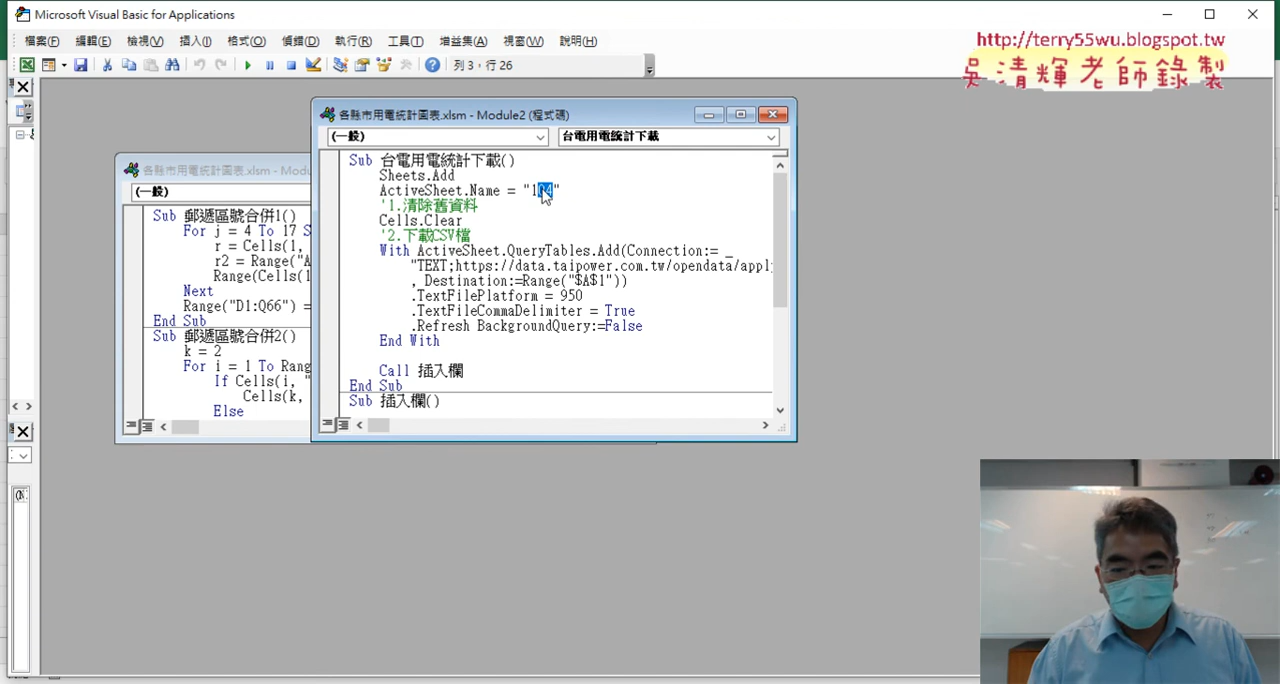 Microsoft Visual Basic for Applications
檔案(F) 編輯(E) 檢視(V) 插入(I) 格式(O) 偵錯(D) 執行(R) 工具(T) 增益集(A) 視窗(W) 說明(H)
列 3，行 26
http://terry55wu.blogspot.tw
吳清輝老師錄製
各縣市用電統計圖表.xlsm - Module2 (程式碼)
(一般)
台電用電統計下載
Sub 台電用電統計下載()
Sheets.Add
ActiveSheet.Name = "104"
'1.清除舊資料
Cells.Clear
'2.下載CSV檔
With ActiveSheet.QueryTables.Add(Connection:= _
"TEXT;https://data.taipower.com.tw/opendata/appl
, Destination:=Range("$A$1"))
.TextFilePlatform = 950
.TextFileCommaDelimiter = True
.Refresh BackgroundQuery:=False
End With
Call 插入欄
End Sub
Sub 插入欄()
各縣市用電統計圖表.xlsm - Modu
(一般)
Sub 郵遞區號合併1()
For j = 4 To 17 S
r = Cells(1,
r2 = Range("A
Range(Cells(1
Next
Range("D1:Q66") =
End Sub
Sub 郵遞區號合併2()
k = 2
For i = 1 To Rang
If Cells(i, "
Cells(k,
Else